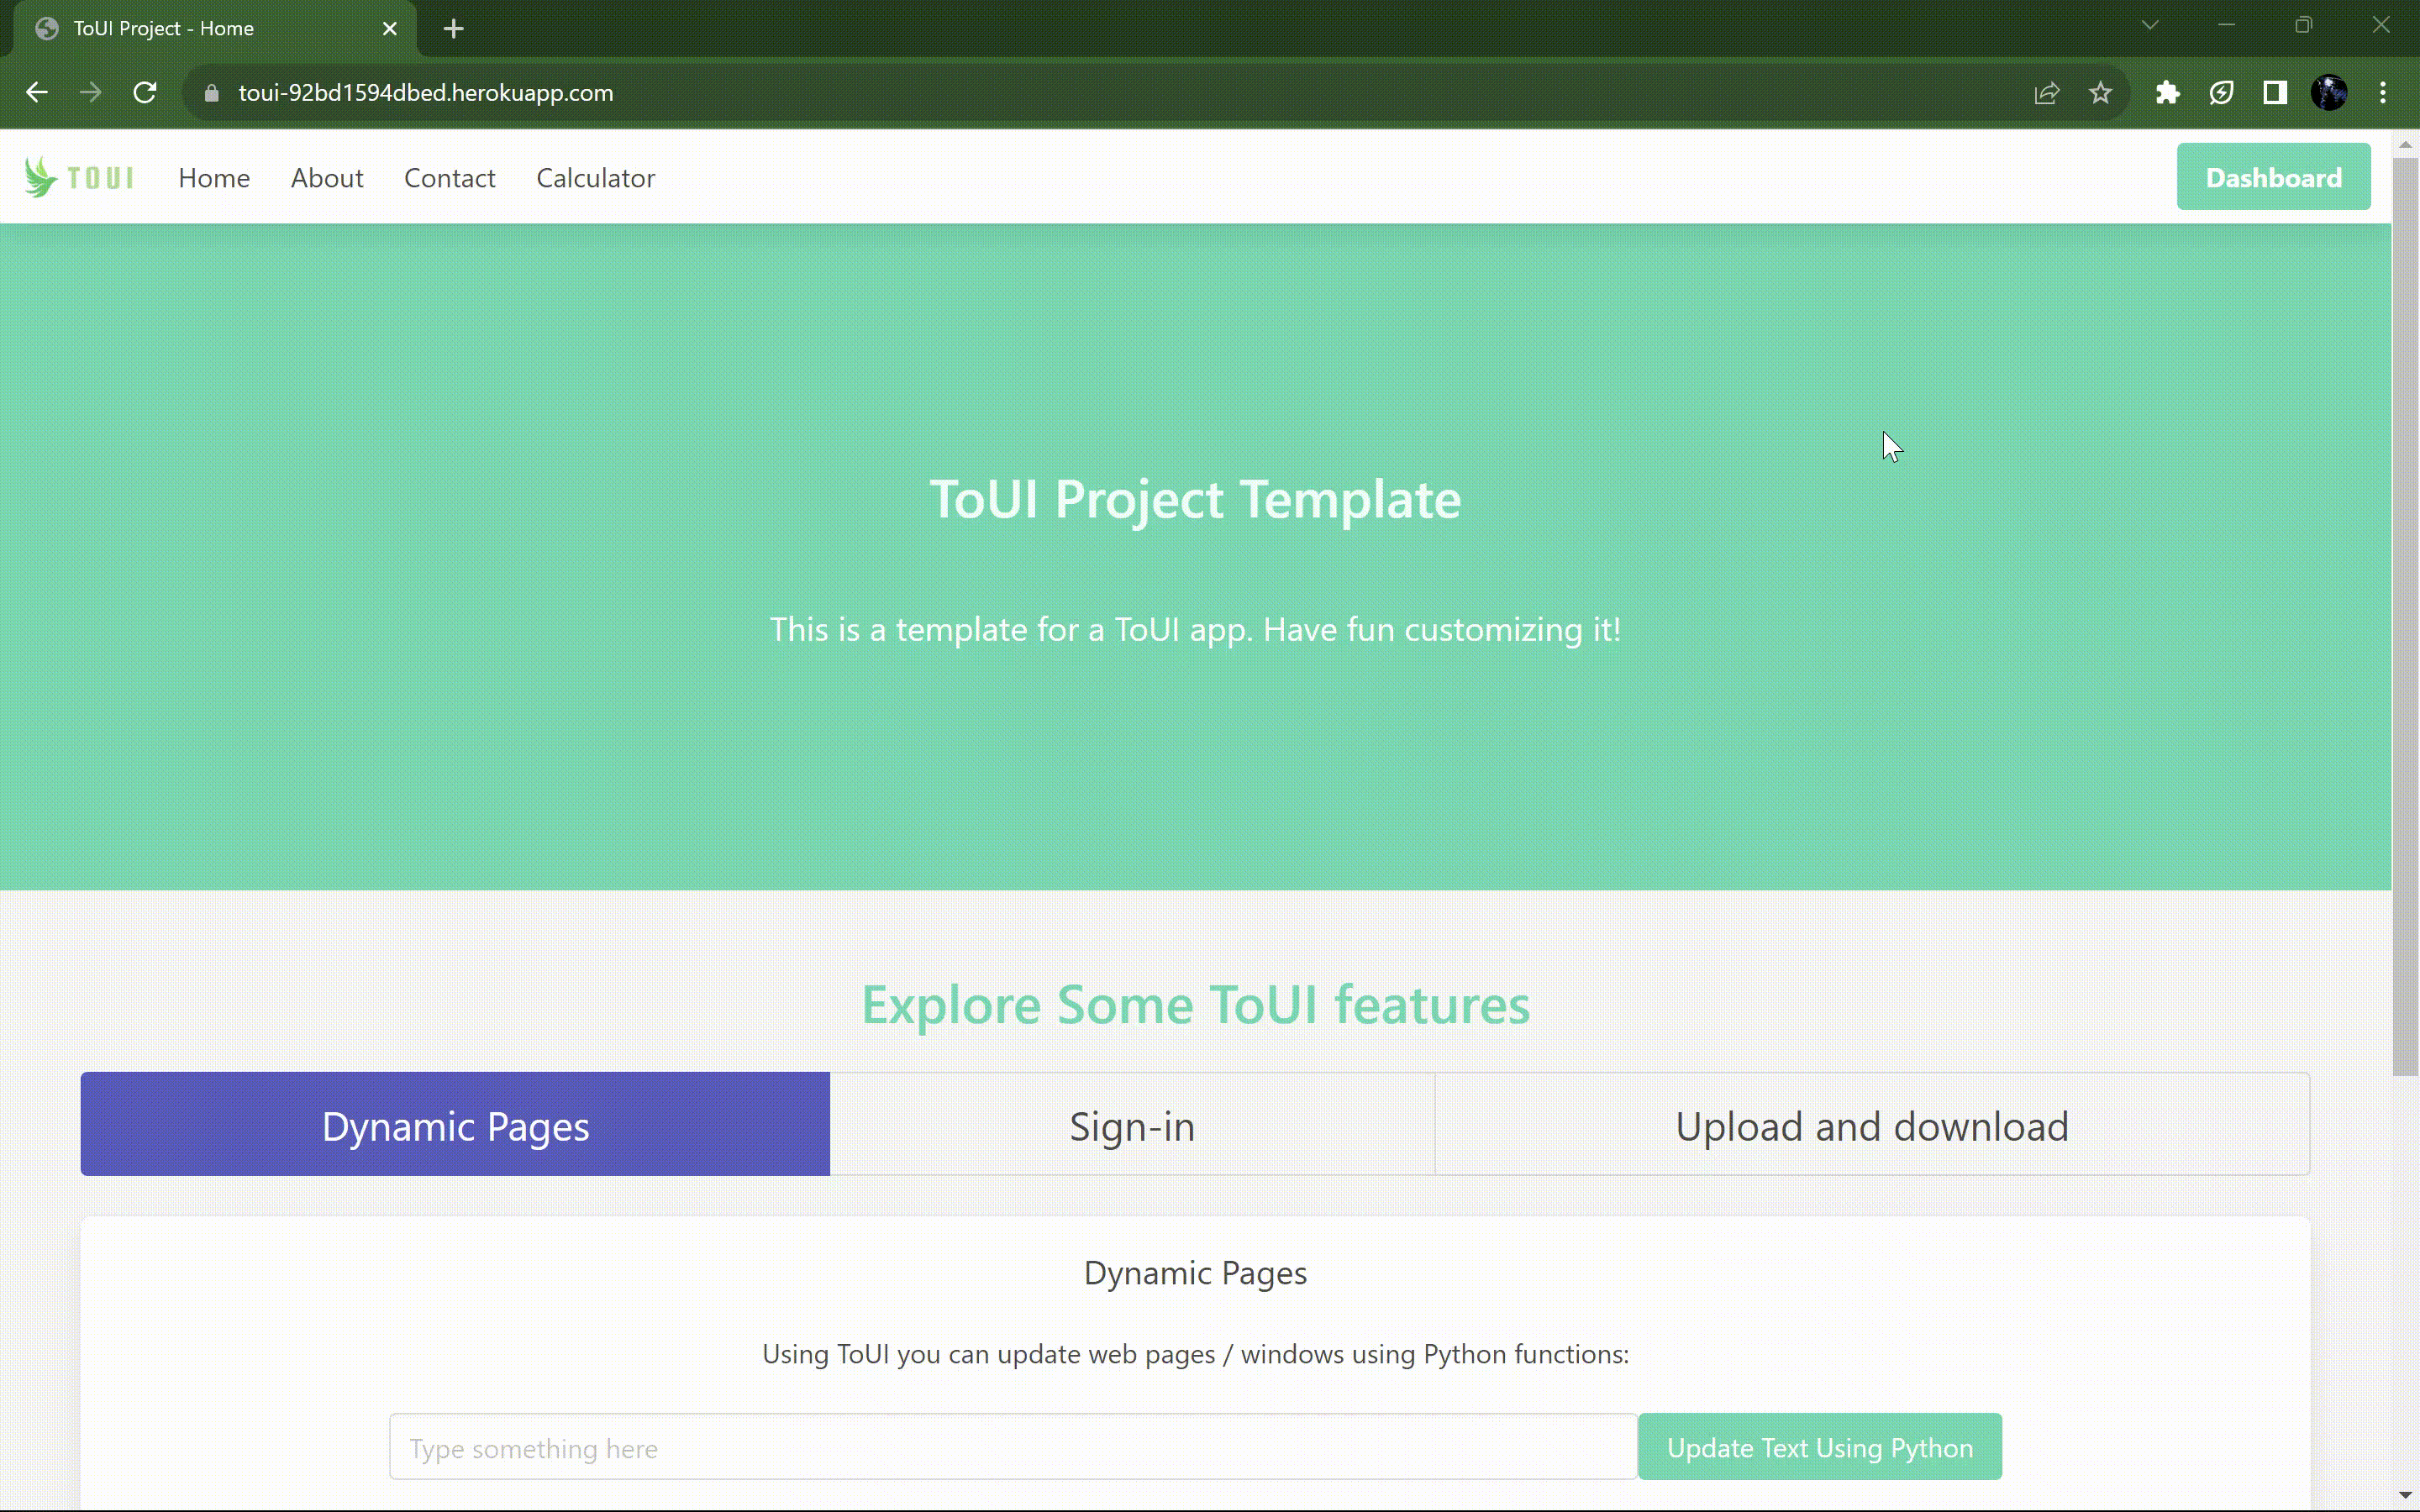 ToUI Project - Home
toui-92bd1594dbed.herokuapp.com
TOUI Home About Contact Calculator Dashboard
ToUI Project Template
This is a template for a ToUI app. Have fun customizing it!
Explore Some ToUI features
Dynamic Pages Sign-in Upload and download
Dynamic Pages
Using ToUI you can update web pages / windows using Python functions:
Type something here Update Text Using Python